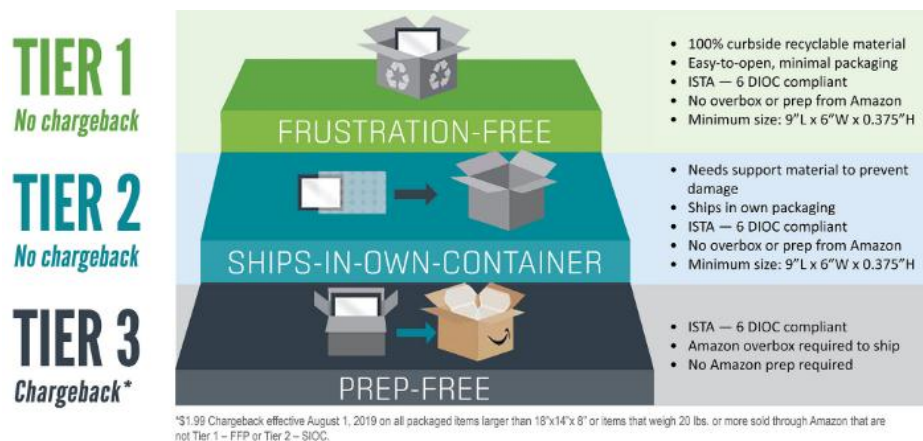 TIER 1
No chargeback
FRUSTRATION-FREE
• 100% curbside recyclable material
• Easy-to-open, minimal packaging
• ISTA — 6 DIOC compliant
• No overbox or prep from Amazon
• Minimum size: 9”L x 6”W x 0.375”H
TIER 2
No chargeback
SHIPS-IN-OWN-CONTAINER
• Needs support material to prevent
damage
• Ships in own packaging
• ISTA — 6 DIOC compliant
• No overbox or prep from Amazon
• Minimum size: 9”L x 6”W x 0.375”H
TIER 3
Chargeback*
PREP-FREE
• ISTA — 6 DIOC compliant
• Amazon overbox required to ship
• No Amazon prep required
*$1.99 Chargeback effective August 1, 2019 on all packaged items larger than 18”x14”x 8” or items that weigh 20 lbs. or more sold through Amazon that are
not Tier 1 – FFP or Tier 2 – SIOC.